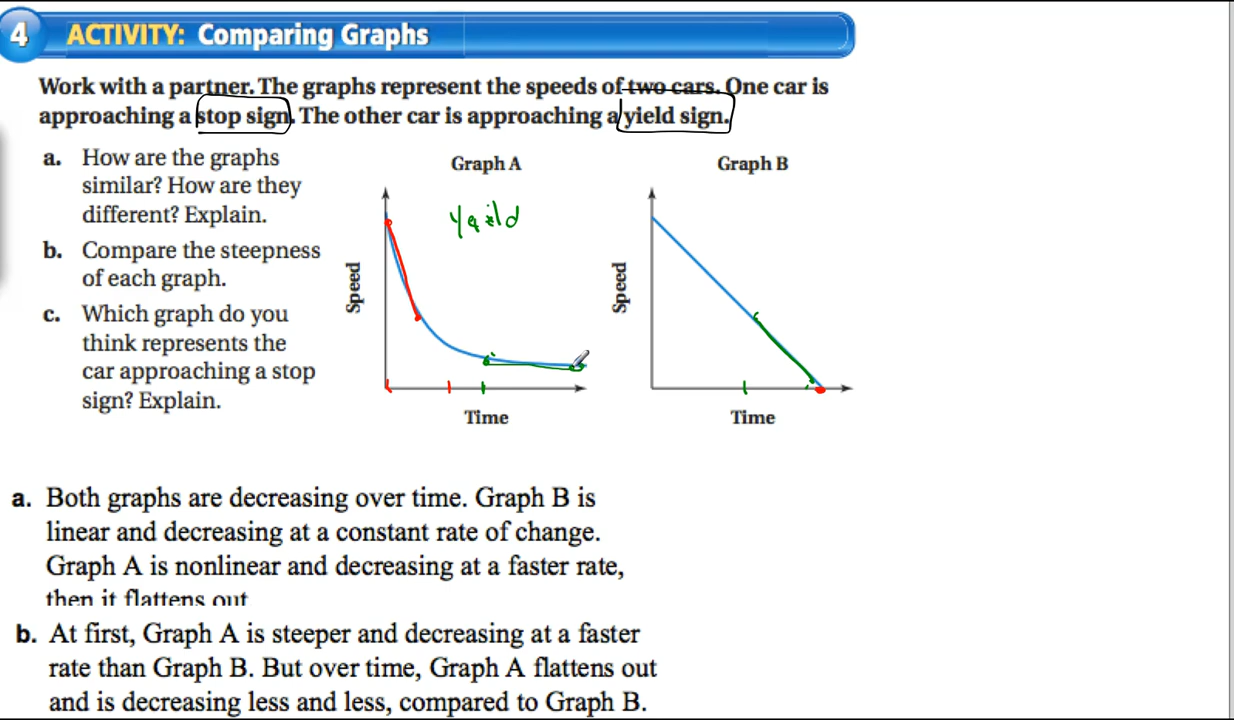 4 ACTIVITY: Comparing Graphs
Work with a partner. The graphs represent the speeds of two cars. One car is
approaching a stop sign. The other car is approaching a yield sign.
a. How are the graphs
similar? How are they
different? Explain.
b. Compare the steepness
of each graph.
c. Which graph do you
think represents the
car approaching a stop
sign? Explain.
Graph A
Speed
Time
Graph B
Speed
Time
a. Both graphs are decreasing over time. Graph B is
linear and decreasing at a constant rate of change.
Graph A is nonlinear and decreasing at a faster rate,
then it flattens out
b. At first, Graph A is steeper and decreasing at a faster
rate than Graph B. But over time, Graph A flattens out
and is decreasing less and less, compared to Graph B.